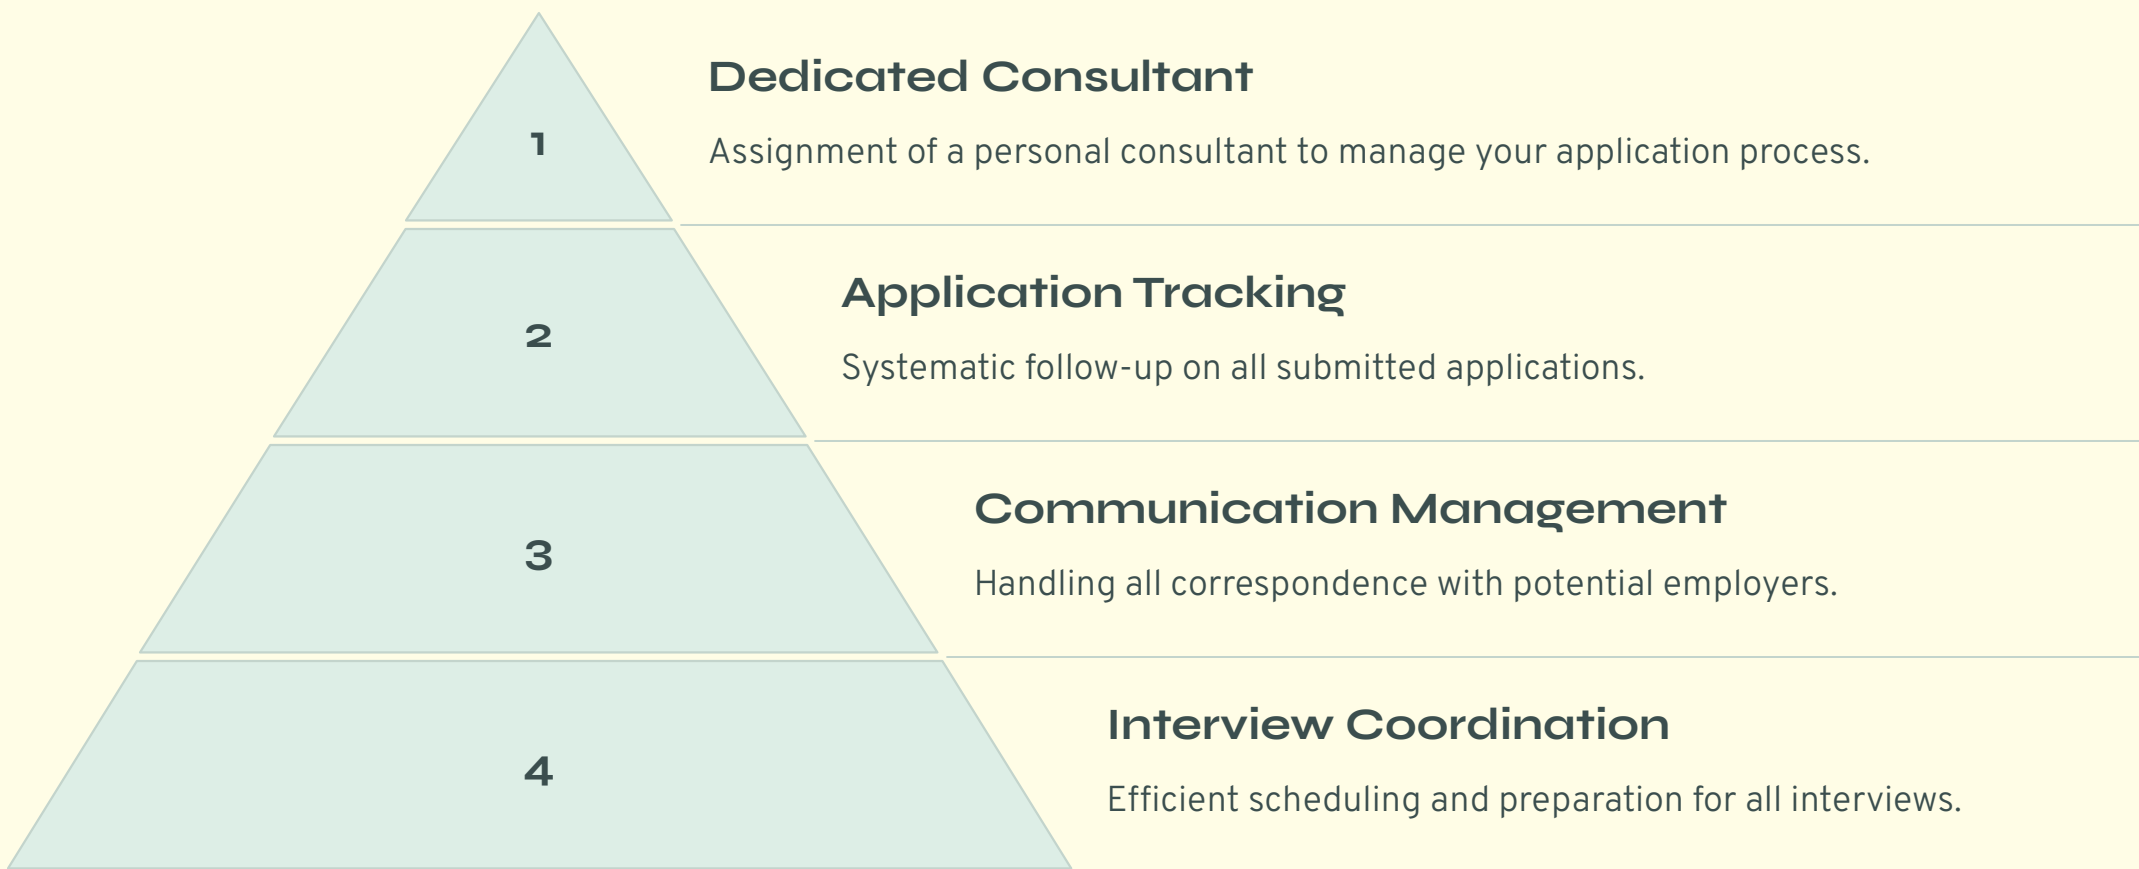 1
Dedicated Consultant
Assignment of a personal consultant to manage your application process.
2
Application Tracking
Systematic follow-up on all submitted applications.
3
Communication Management
Handling all correspondence with potential employers.
4
Interview Coordination
Efficient scheduling and preparation for all interviews.